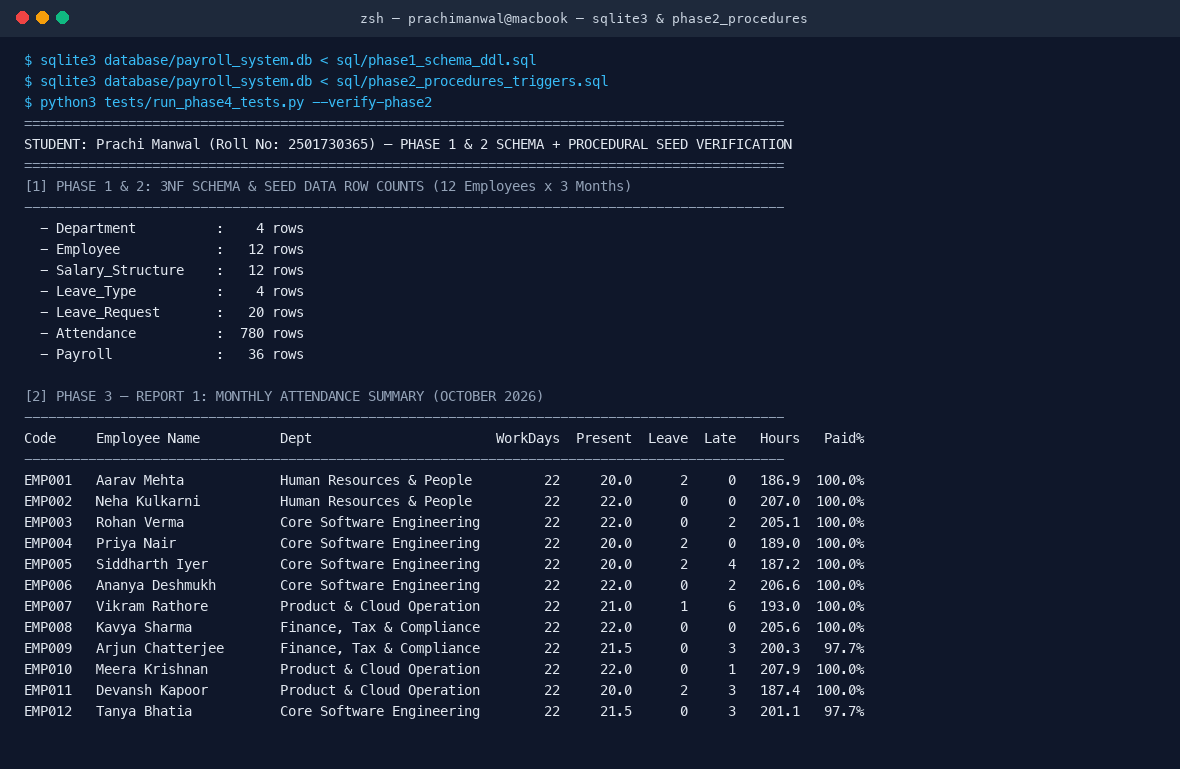 zsh — prachimanwal@macbook — sqlite3 & phase2_procedures
$ sqlite3 database/payroll_system.db < sql/phase1_schema_ddl.sql
$ sqlite3 database/payroll_system.db < sql/phase2_procedures_triggers.sql
$ python3 tests/run_phase4_tests.py --verify-phase2
===============================================================================================
STUDENT: Prachi Manwal (Roll No: 2501730365) — PHASE 1 & 2 SCHEMA + PROCEDURAL SEED VERIFICATION
===============================================================================================
[1] PHASE 1 & 2: 3NF SCHEMA & SEED DATA ROW COUNTS (12 Employees x 3 Months)
-----------------------------------------------------------------------------------------------
  - Department          :    4 rows
  - Employee            :   12 rows
  - Salary_Structure    :   12 rows
  - Leave_Type          :    4 rows
  - Leave_Request       :   20 rows
  - Attendance          :  780 rows
  - Payroll             :   36 rows
[2] PHASE 3 — REPORT 1: MONTHLY ATTENDANCE SUMMARY (OCTOBER 2026)
-----------------------------------------------------------------------------------------------
Code     Employee Name          Dept                       WorkDays  Present  Leave  Late   Hours   Paid%
-----------------------------------------------------------------------------------------------
EMP001   Aarav Mehta            Human Resources & People         22     20.0      2     0   186.9  100.0%
EMP002   Neha Kulkarni          Human Resources & People         22     22.0      0     0   207.0  100.0%
EMP003   Rohan Verma            Core Software Engineering        22     22.0      0     2   205.1  100.0%
EMP004   Priya Nair             Core Software Engineering        22     20.0      2     0   189.0  100.0%
EMP005   Siddharth Iyer         Core Software Engineering        22     20.0      2     4   187.2  100.0%
EMP006   Ananya Deshmukh        Core Software Engineering        22     22.0      0     2   206.6  100.0%
EMP007   Vikram Rathore         Product & Cloud Operation        22     21.0      1     6   193.0  100.0%
EMP008   Kavya Sharma           Finance, Tax & Compliance        22     22.0      0     0   205.6  100.0%
EMP009   Arjun Chatterjee       Finance, Tax & Compliance        22     21.5      0     3   200.3   97.7%
EMP010   Meera Krishnan         Product & Cloud Operation        22     22.0      0     1   207.9  100.0%
EMP011   Devansh Kapoor         Product & Cloud Operation        22     20.0      2     3   187.4  100.0%
EMP012   Tanya Bhatia           Core Software Engineering        22     21.5      0     3   201.1   97.7%